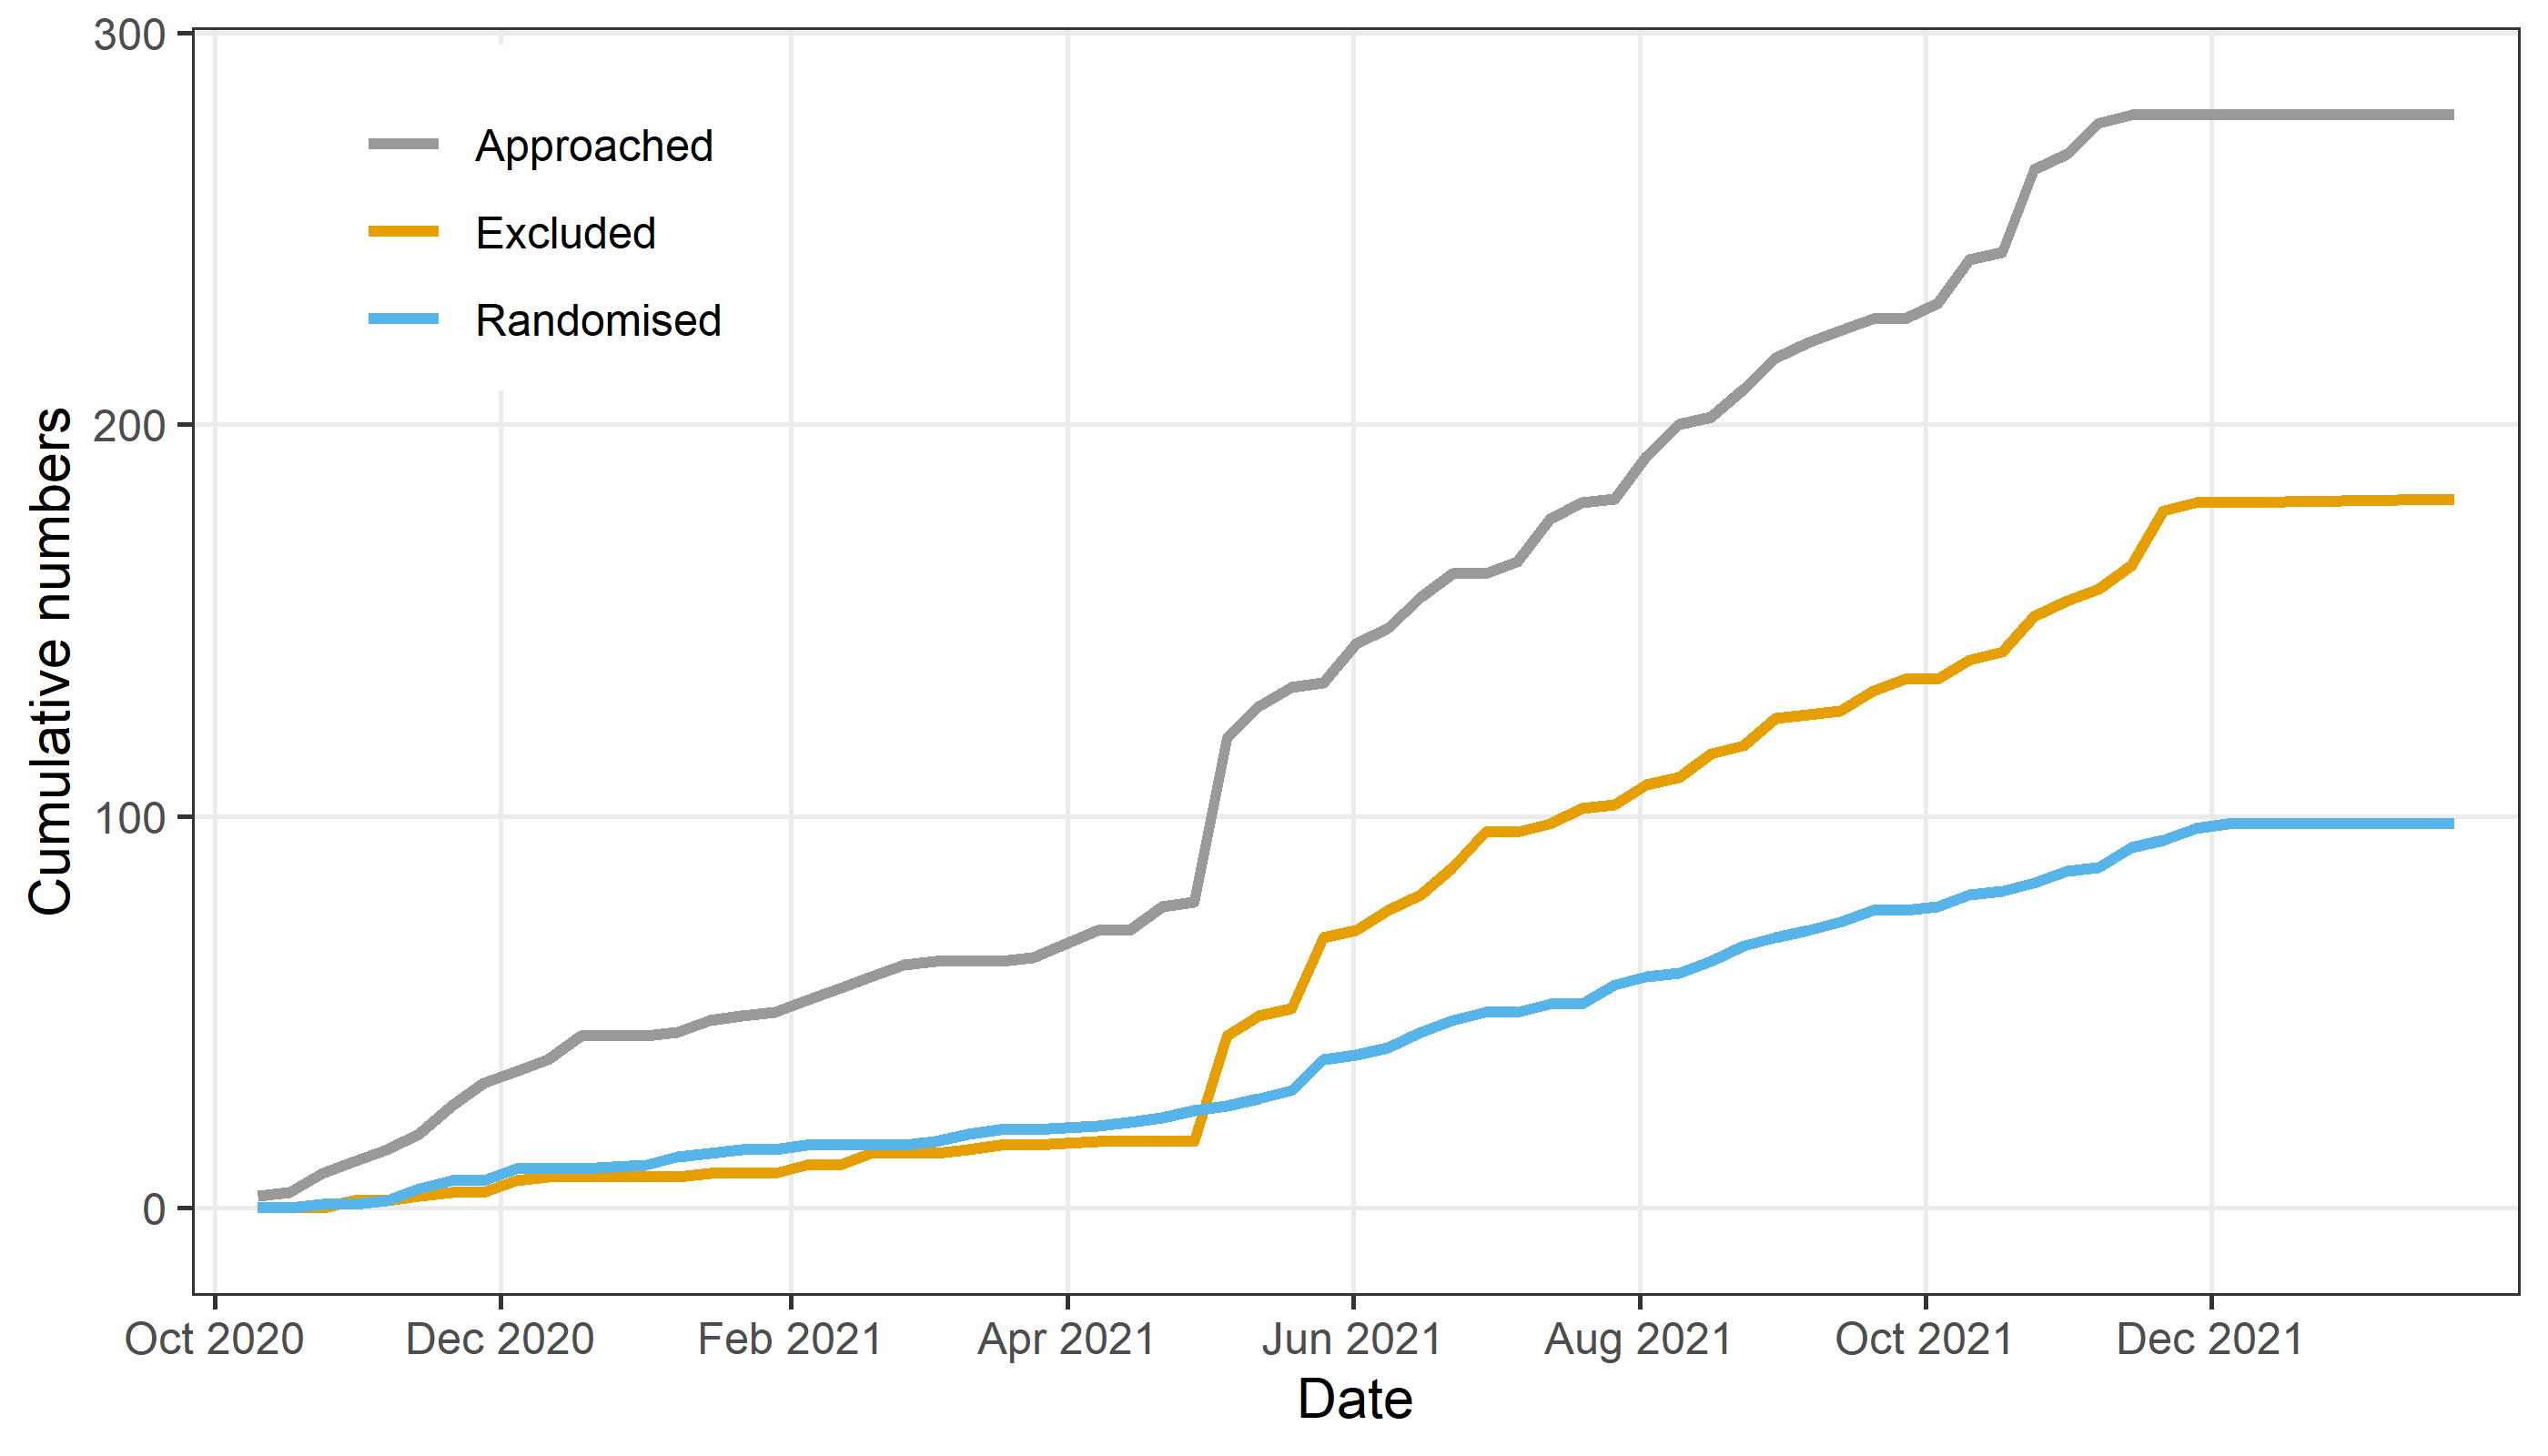 Approached
Excluded
Randomised
Cumulative numbers
300
200
100
0
Oct 2020
Dec 2020
Feb 2021
Apr 2021
Jun 2021
Aug 2021
Oct 2021
Dec 2021
Date